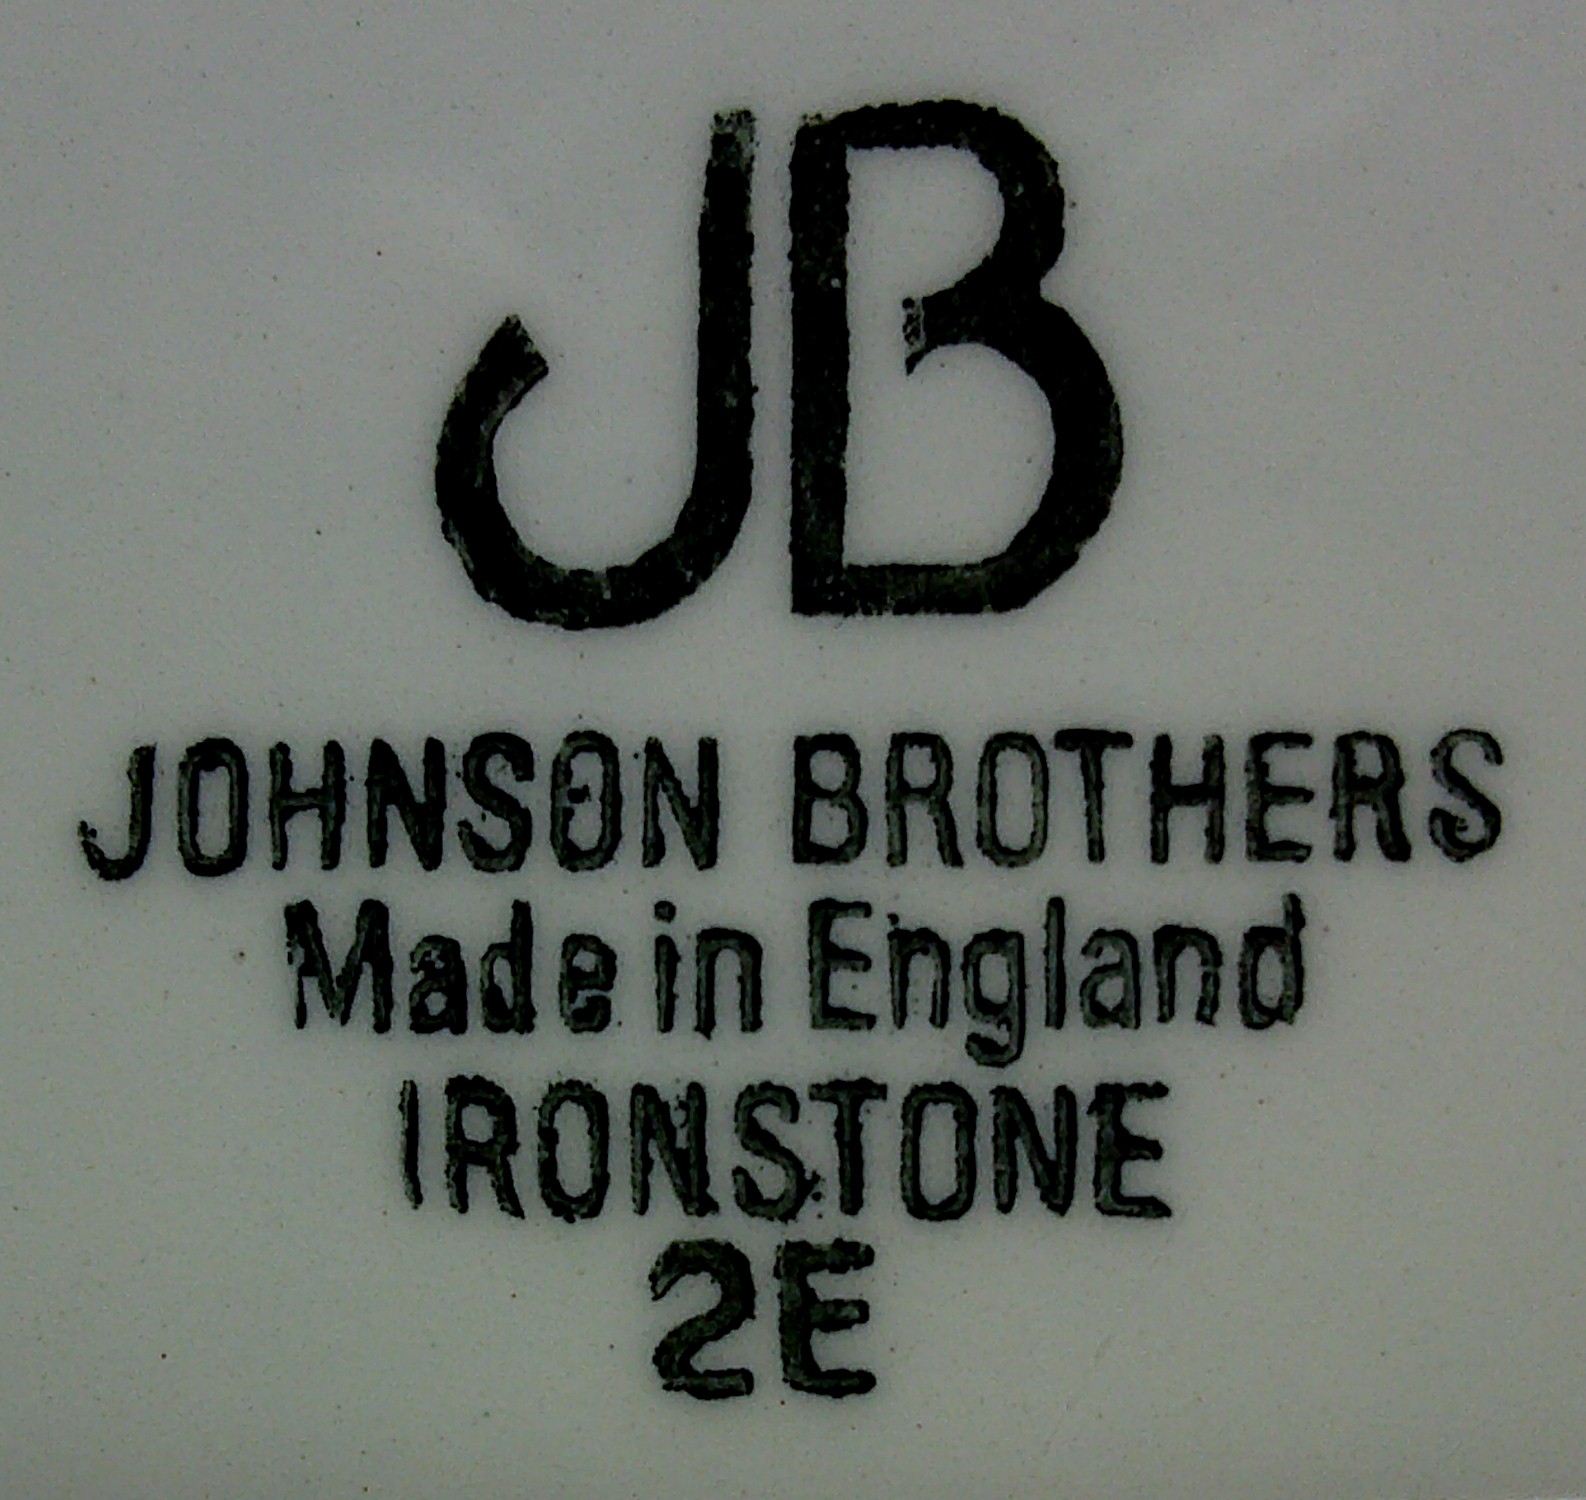 JB
JOHNSON BROTHERS
Made in England
IRONSTONE
2E